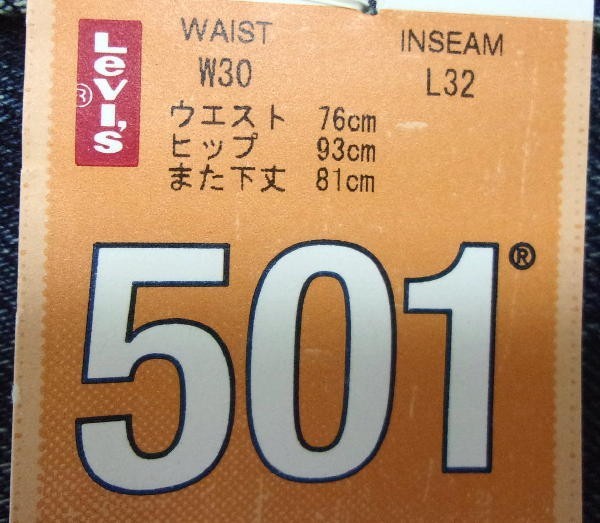 Levi's
®
WAIST INSEAM
W30 L32
ウエスト 76cm
ヒップ 93cm
また下丈 81cm
501®